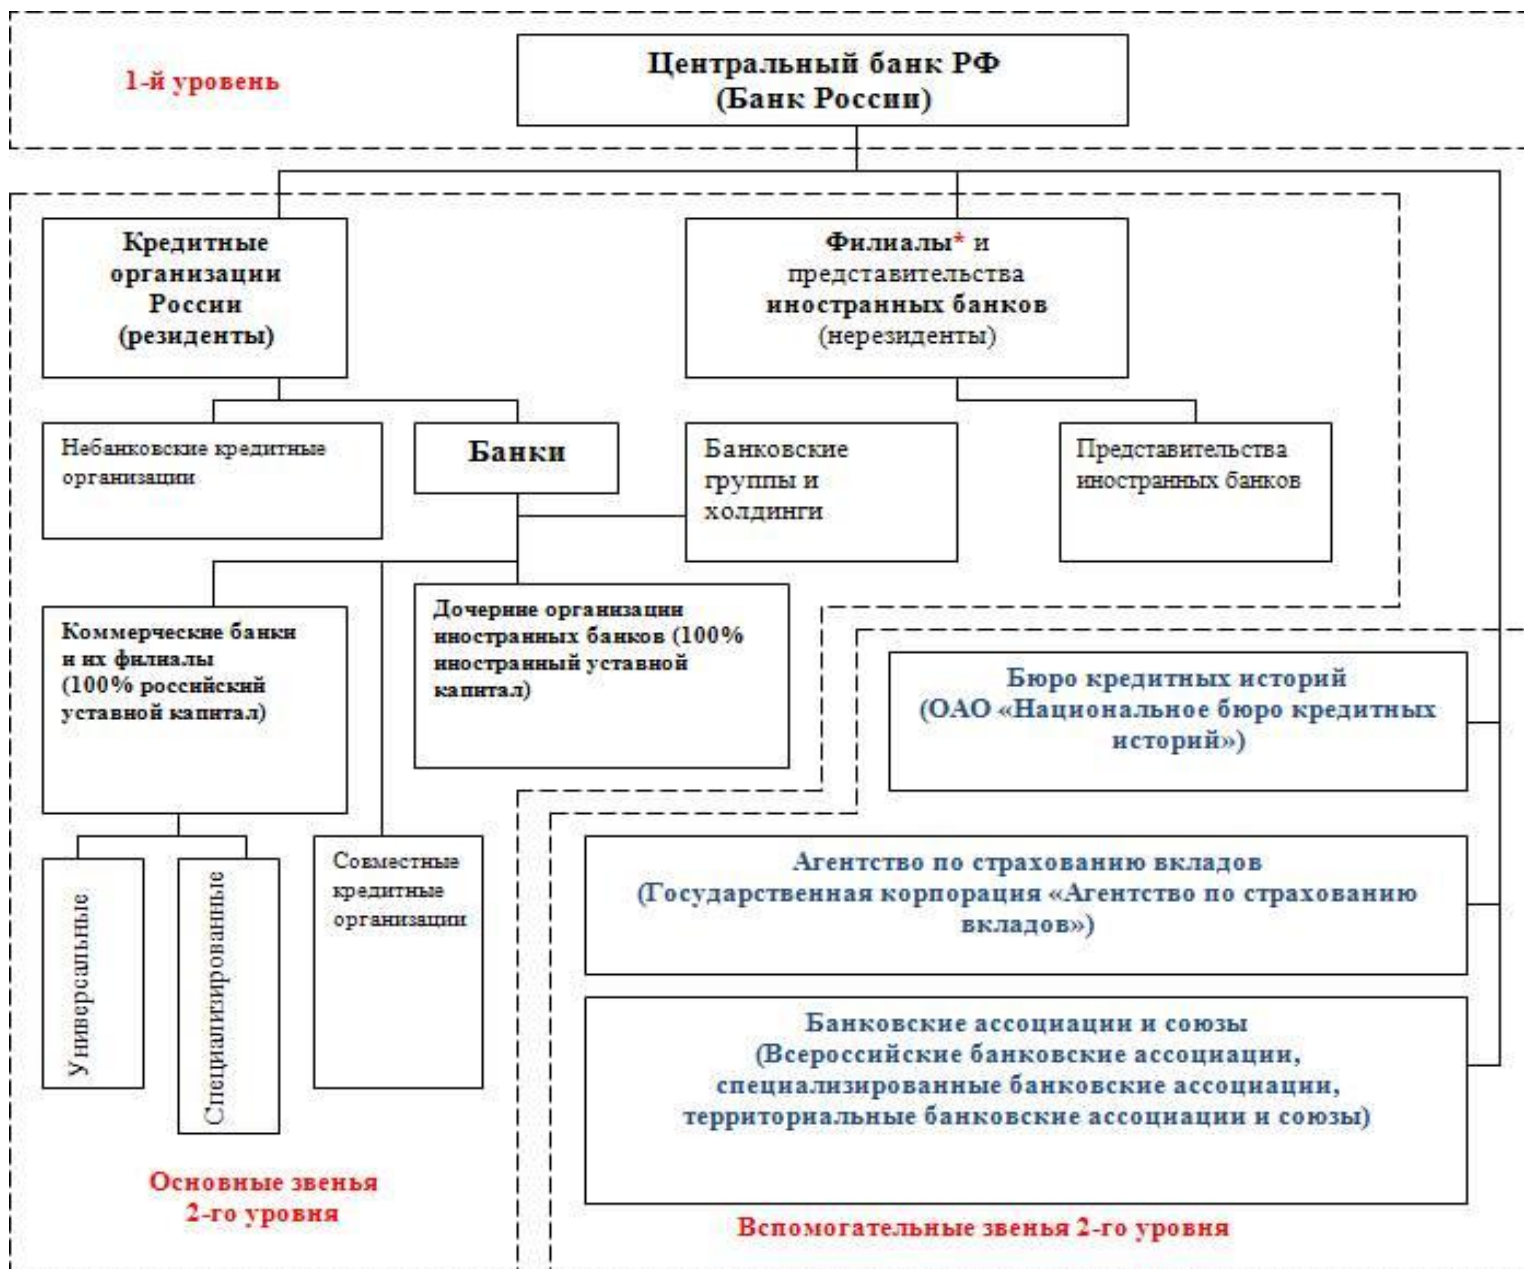 1-й уровень
Центральный банк РФ
(Банк России)
Кредитные
организации
России
(резиденты)
Филиалы* и
представительства
иностранных банков
(нерезиденты)
Небанковские кредитные
организации
Банки
Банковские
группы и
холдинги
Представительства
иностранных банков
Коммерческие банки
и их филиалы
(100% российский
уставной капитал)
Дочерние организации
иностранных банков (100%
иностранный уставной
капитал)
Бюро кредитных историй
(ОАО «Национальное бюро кредитных
историй»)
Универсальные
Специализированные
Совместные
кредитные
организации
Агентство по страхованию вкладов
(Государственная корпорация «Агентство по страхованию
вкладов»)
Банковские ассоциации и союзы
(Всероссийские банковские ассоциации,
специализированные банковские ассоциации,
территориальные банковские ассоциации и союзы)
Основные звенья
2-го уровня
Вспомогательные звенья 2-го уровня